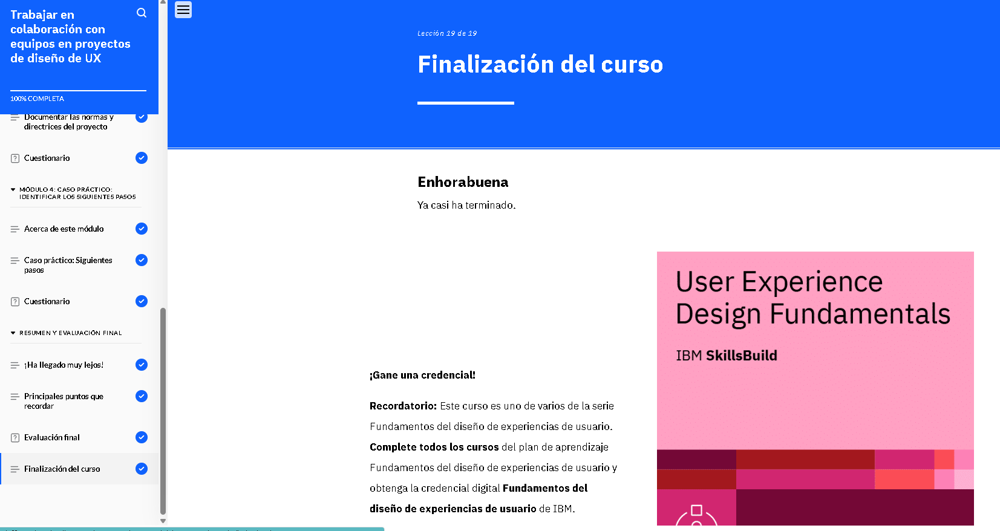 Trabajar en
colaboración con
equipos en proyectos
de diseño de UX
100% COMPLETA
Documentar las normas y
directrices del proyecto
Cuestionario
MÓDULO 4: CASO PRÁCTICO:
IDENTIFICAR LOS SIGUIENTES PASOS
Acerca de este módulo
Caso práctico: Siguientes
pasos
Cuestionario
RESUMEN Y EVALUACIÓN FINAL
¡Ha llegado muy lejos!
Principales puntos que
recordar
Evaluación final
Finalización del curso
Lección 19 de 19
Finalización del curso
Enhorabuena
Ya casi ha terminado.
¡Gane una credencial!
Recordatorio: Este curso es uno de varios de la serie
Fundamentos del diseño de experiencias de usuario.
Complete todos los cursos del plan de aprendizaje
Fundamentos del diseño de experiencias de usuario y
obtenga la credencial digital Fundamentos del
diseño de experiencias de usuario de IBM.
User Experience
Design Fundamentals
IBM SkillsBuild